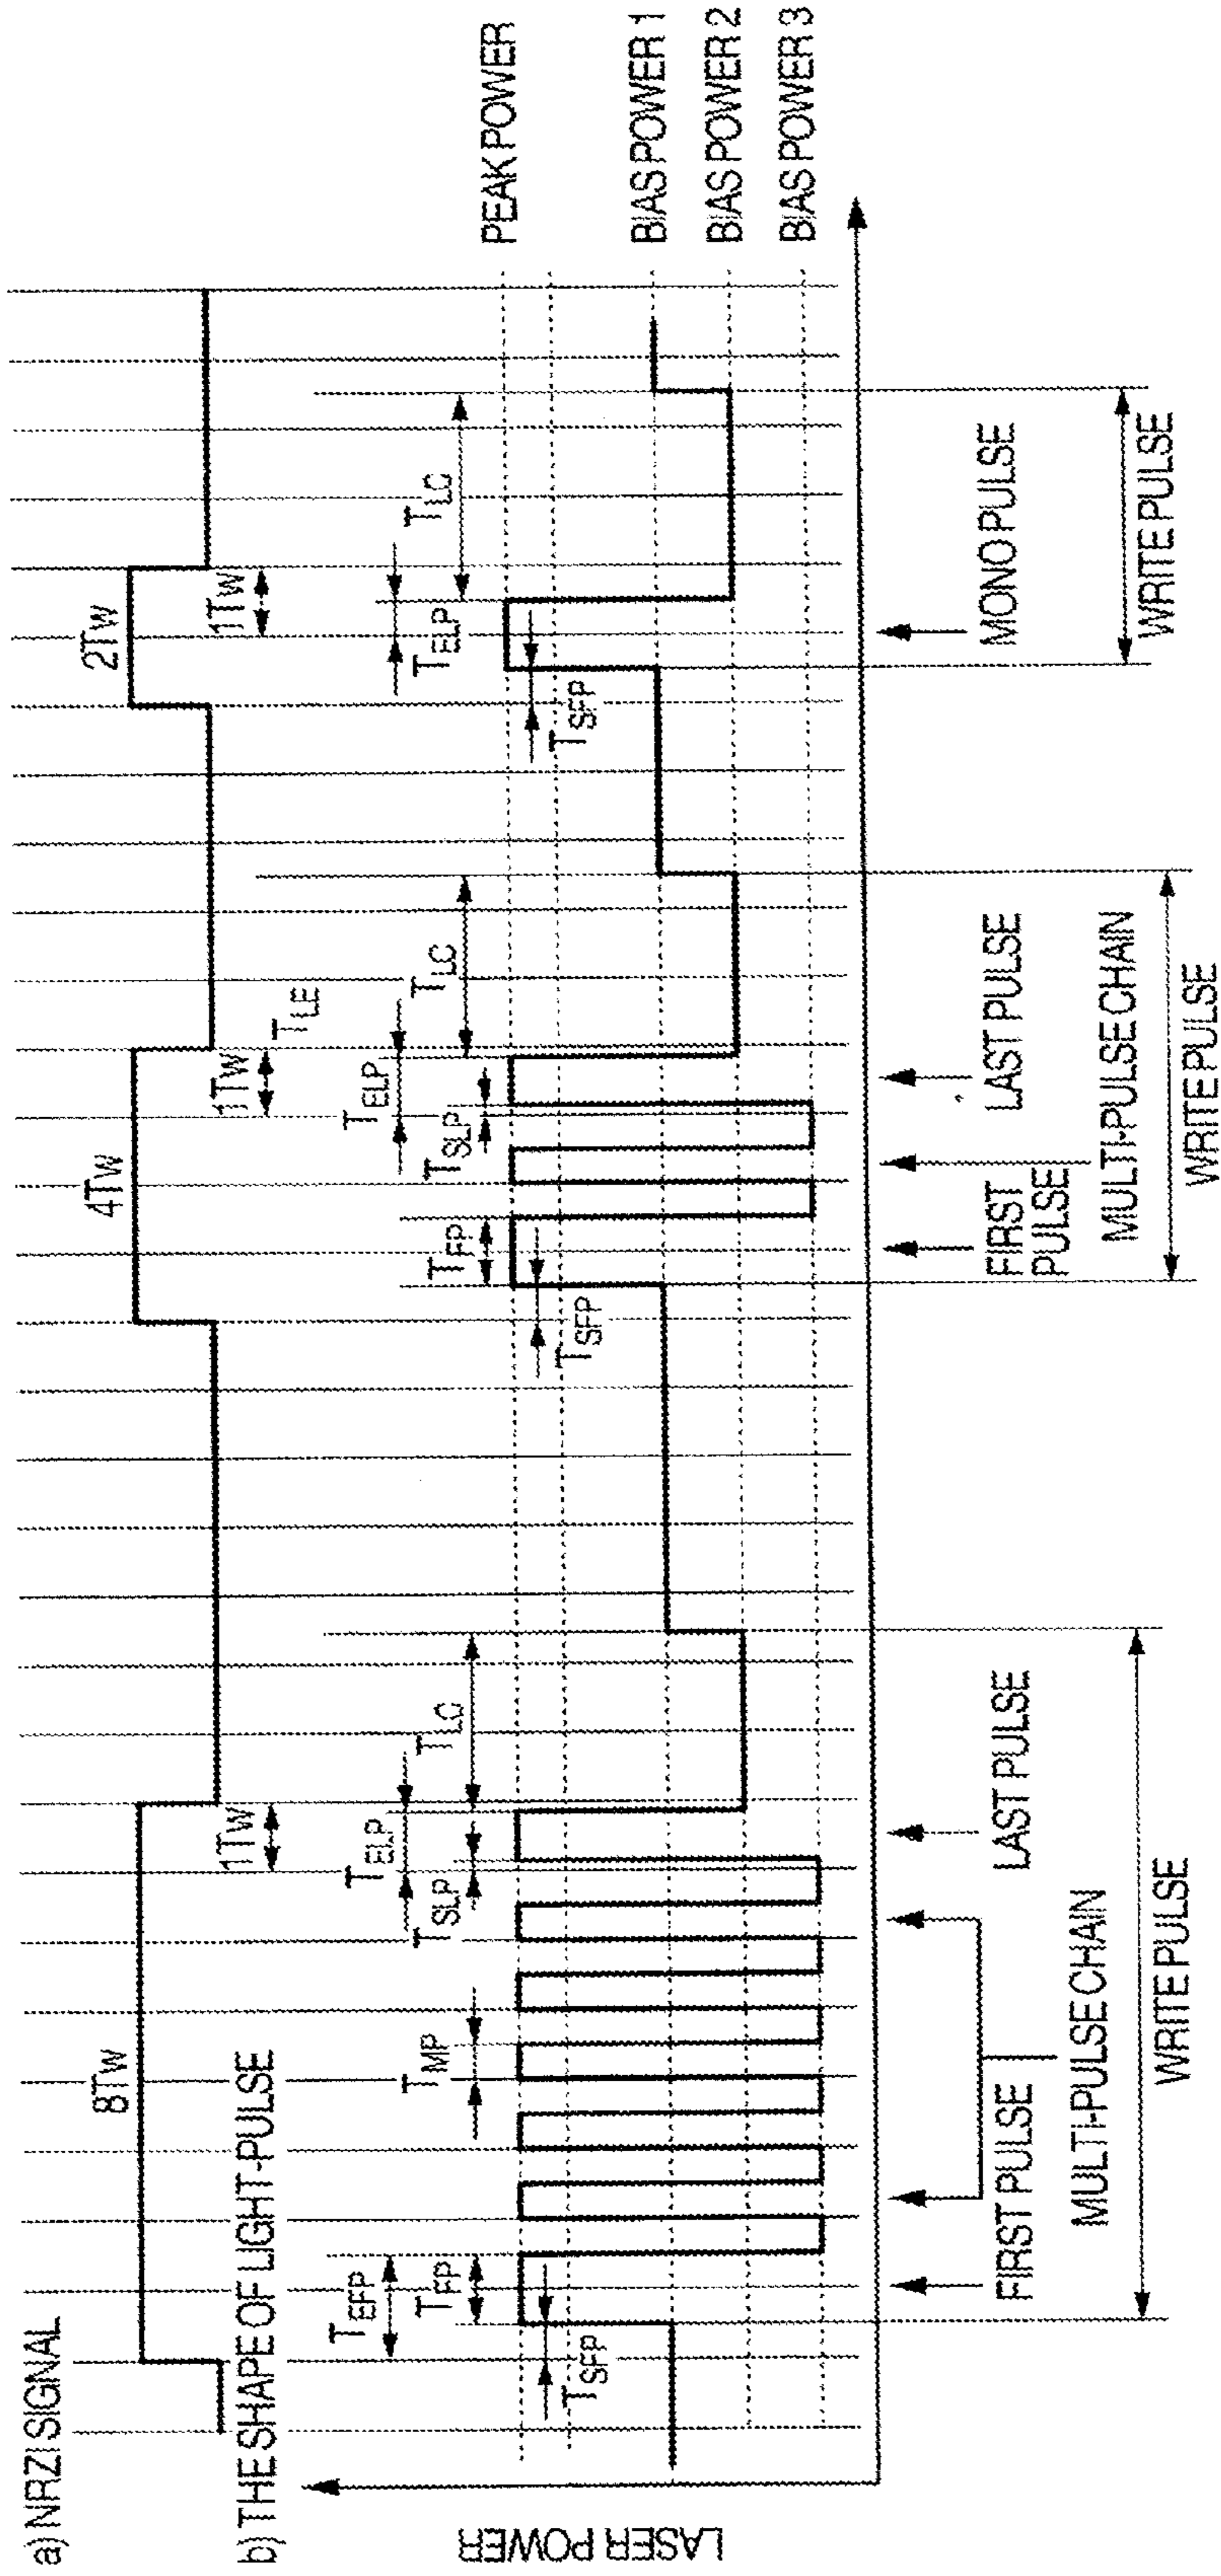 a) NRZI SIGNAL
8Tw
4Tw
2Tw
1Tw
1Tw
1Tw
TLE
b) THE SHAPE OF LIGHT-PULSE
TEFP
TFP
TSFP
TMP
TELP
TSLP
TLC
TFP
TSFP
TELP
TSLP
TLC
TELP
TSFP
TLC
PEAK POWER
BIAS POWER 1
BIAS POWER 2
BIAS POWER 3
LASER POWER
FIRST PULSE
LAST PULSE
MULTI-PULSE CHAIN
WRITE PULSE
FIRST
PULSE
LAST PULSE
MULTI-PULSE CHAIN
WRITE PULSE
MONO PULSE
WRITE PULSE